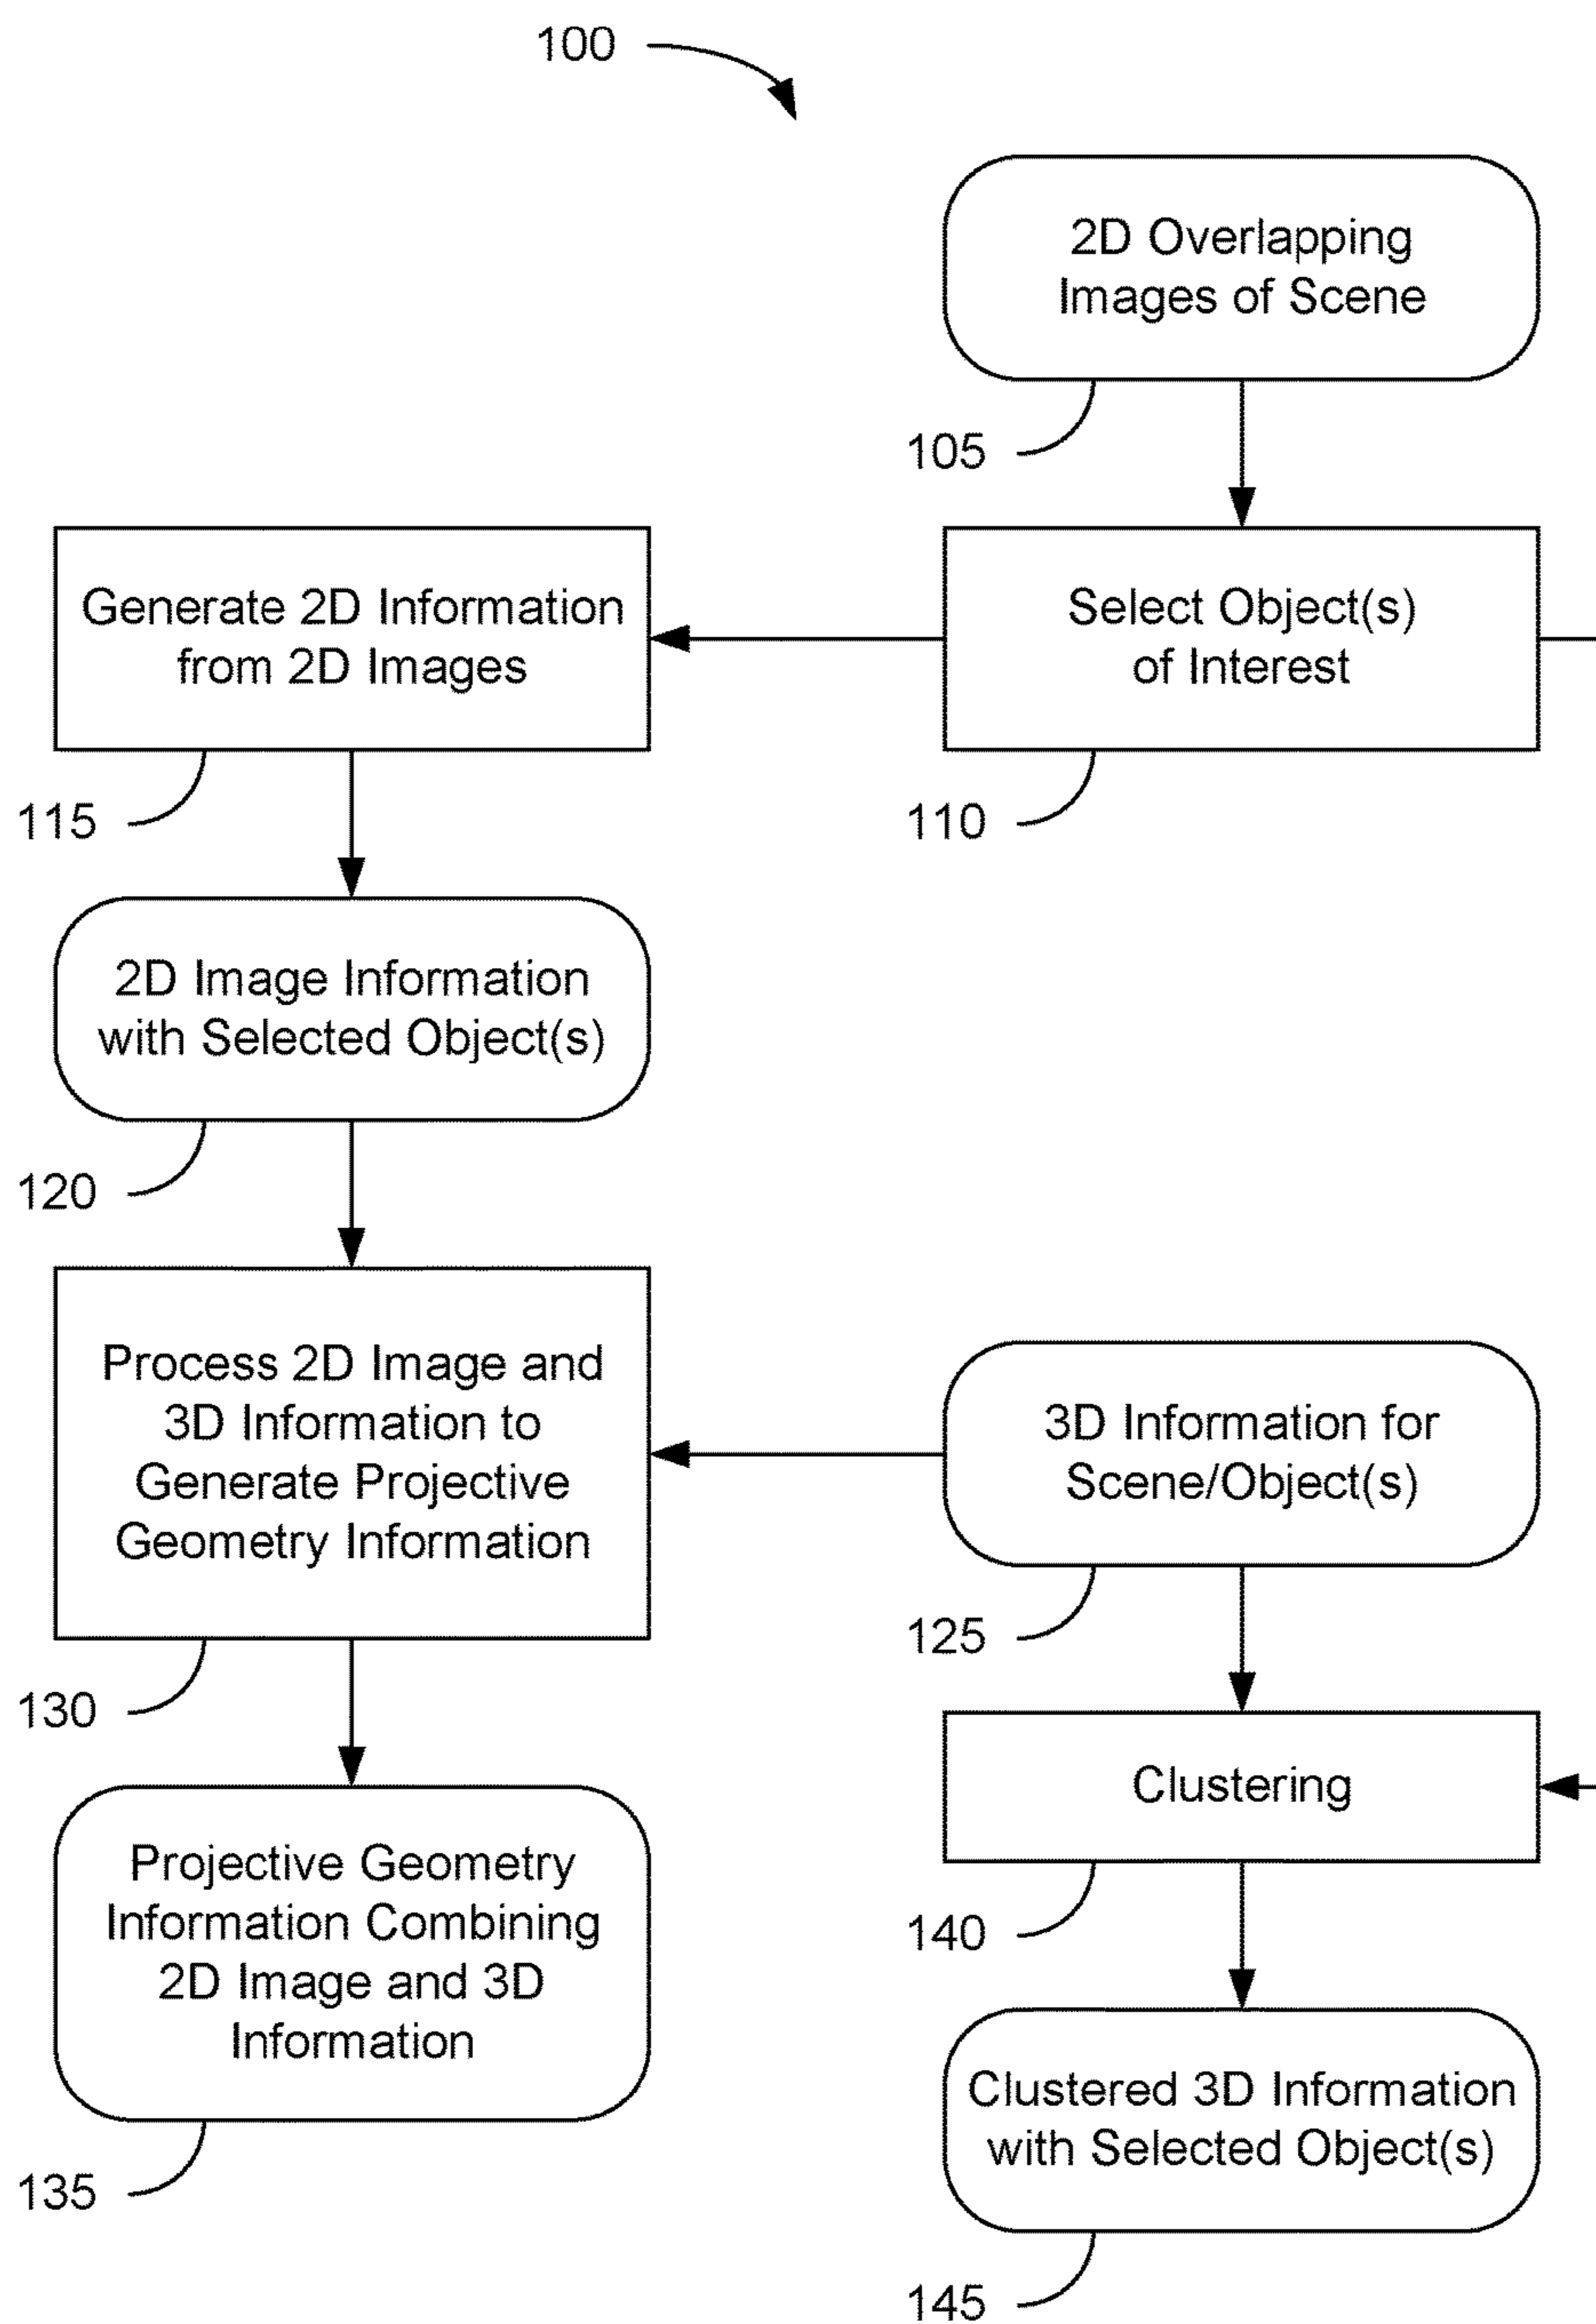 100
2D Overlapping
Images of Scene
105
Generate 2D Information
from 2D Images
115
Select Object(s)
of Interest
110
2D Image Information
with Selected Object(s)
120
Process 2D Image and
3D Information to
Generate Projective
Geometry Information
130
3D Information for
Scene/Object(s)
125
Clustering
140
Projective Geometry
Information Combining
2D Image and 3D
Information
135
Clustered 3D Information
with Selected Object(s)
145